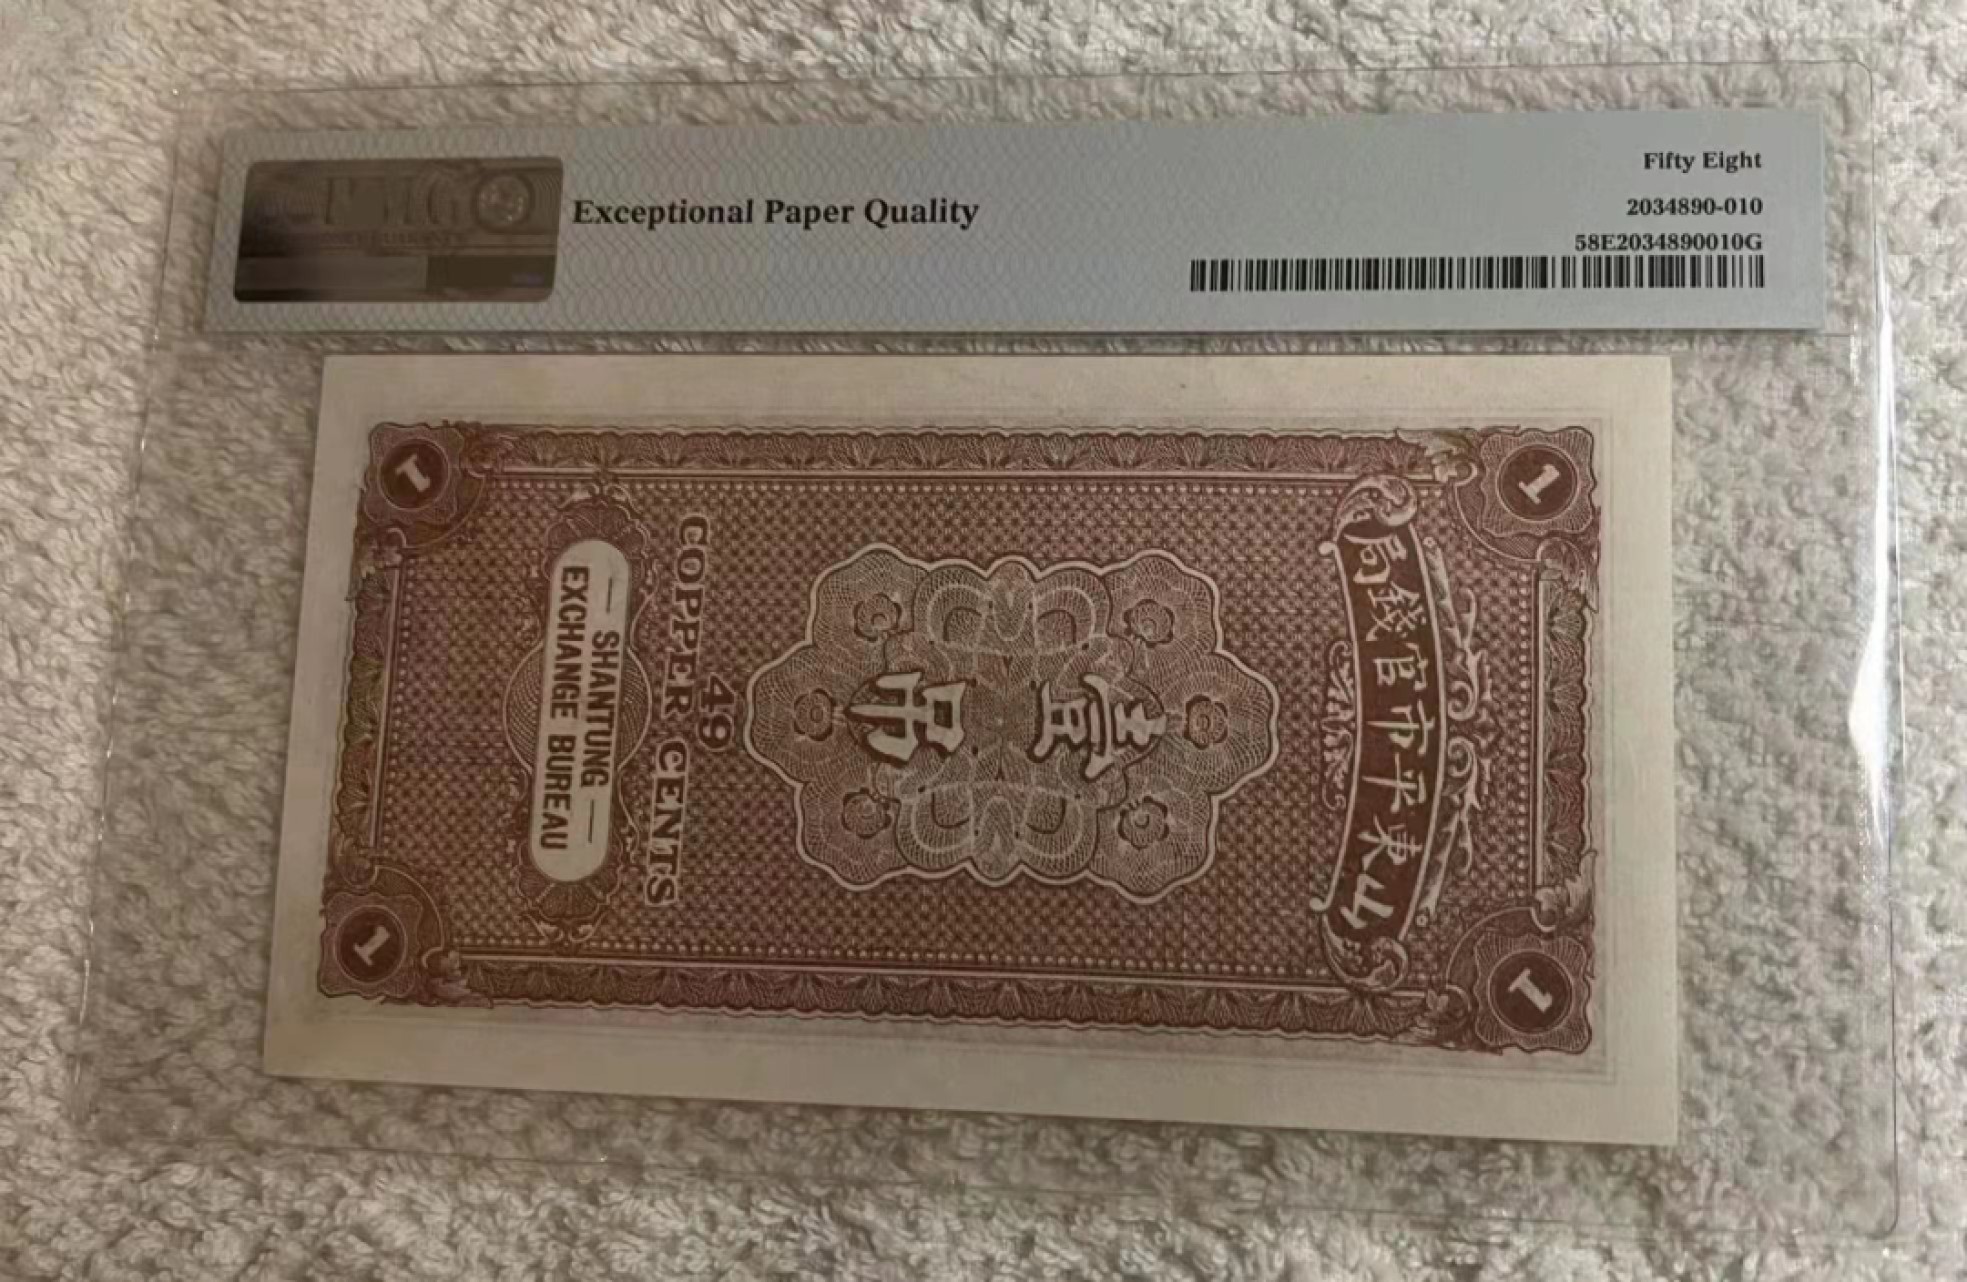 PMG
Exceptional Paper Quality
Fifty Eight
2034890-010
58E2034890010G
1
1
山東平市官錢局
壹
吊
49
COPPER CENTS
SHANTUNG
EXCHANGE BUREAU
1
1